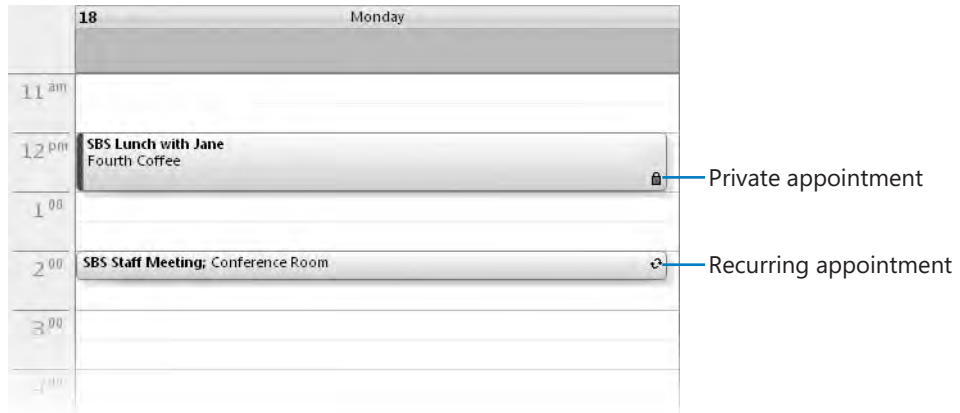 18 Monday
11 am
12 pm
SBS Lunch with Jane
Fourth Coffee
Private appointment
1 00
2 00
SBS Staff Meeting; Conference Room
Recurring appointment
3 00